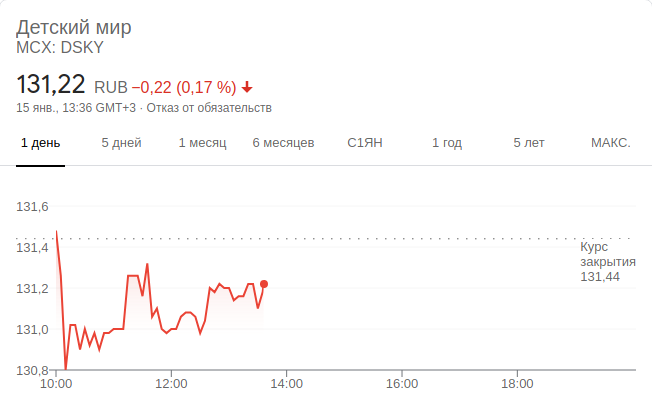 Детский мир
MCX: DSKY
131,22 RUB −0,22 (0,17 %)
15 янв., 13:36 GMT+3 · Отказ от обязательств
1 день 5 дней 1 месяц 6 месяцев С1ЯН 1 год 5 лет МАКС.
131,6
131,4
131,2
131,0
130,8
Курс
закрытия
131,44
10:00 12:00 14:00 16:00 18:00